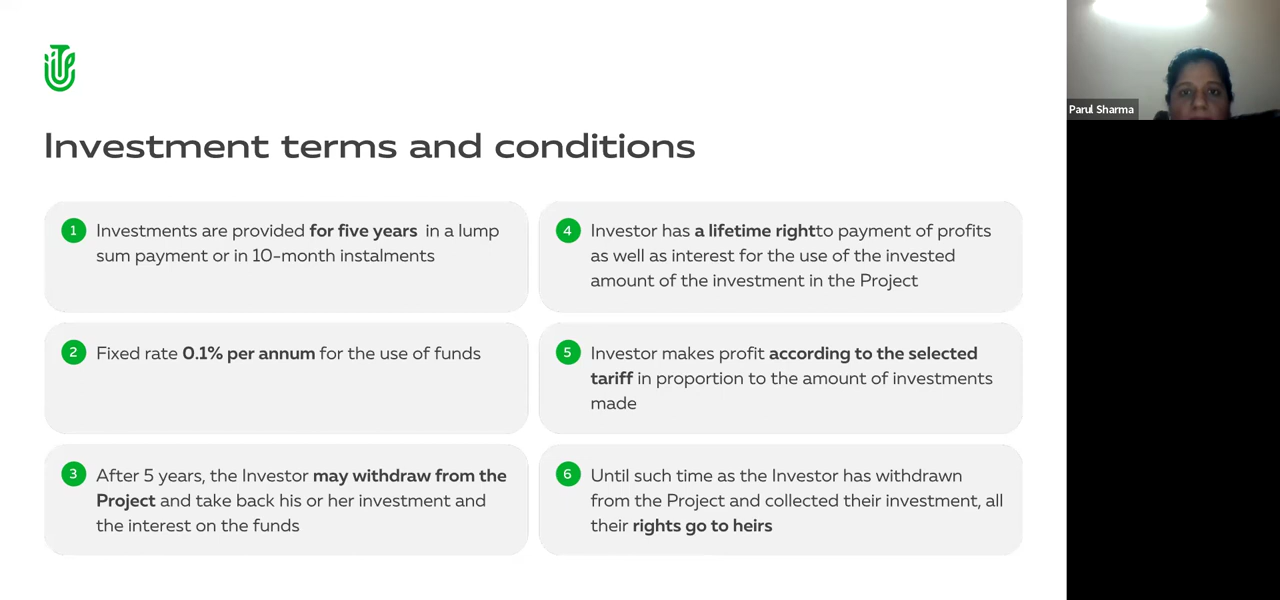 Investment terms and conditions
1
Investments are provided for five years in a lump
sum payment or in 10-month instalments
2
Fixed rate 0.1% per annum for the use of funds
3
After 5 years, the Investor may withdraw from the
Project and take back his or her investment and
the interest on the funds
4
Investor has a lifetime rightto payment of profits
as well as interest for the use of the invested
amount of the investment in the Project
5
Investor makes profit according to the selected
tariff in proportion to the amount of investments
made
6
Until such time as the Investor has withdrawn
from the Project and collected their investment, all
their rights go to heirs
Parul Sharma